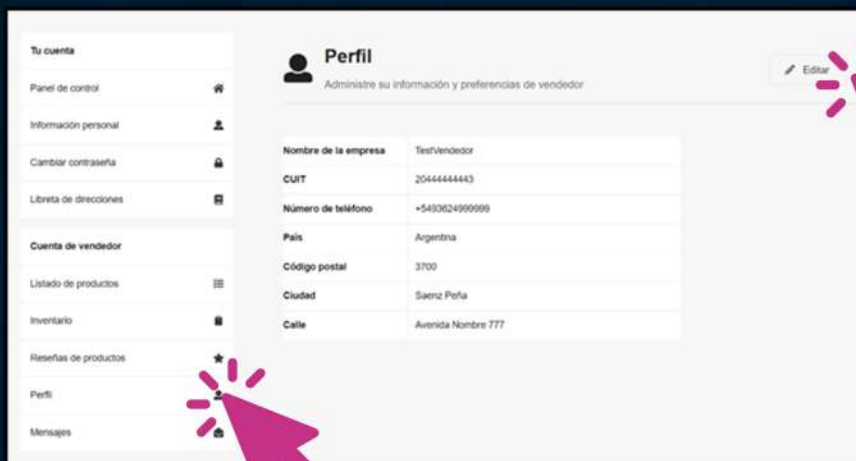 Tu cuenta
Panel de control
Información personal
Cambiar contraseña
Libreta de direcciones
Cuenta de vendedor
Listado de productos
Inventario
Reseñas de productos
Perfil
Mensajes
Perfil
Administre su información y preferencias de vendedor
Editar
Nombre de la empresa TestVendedor
CUIT 20444444443
Número de teléfono +5493624999999
País Argentina
Código postal 3700
Ciudad Saenz Peña
Calle Avenida Nombre 777